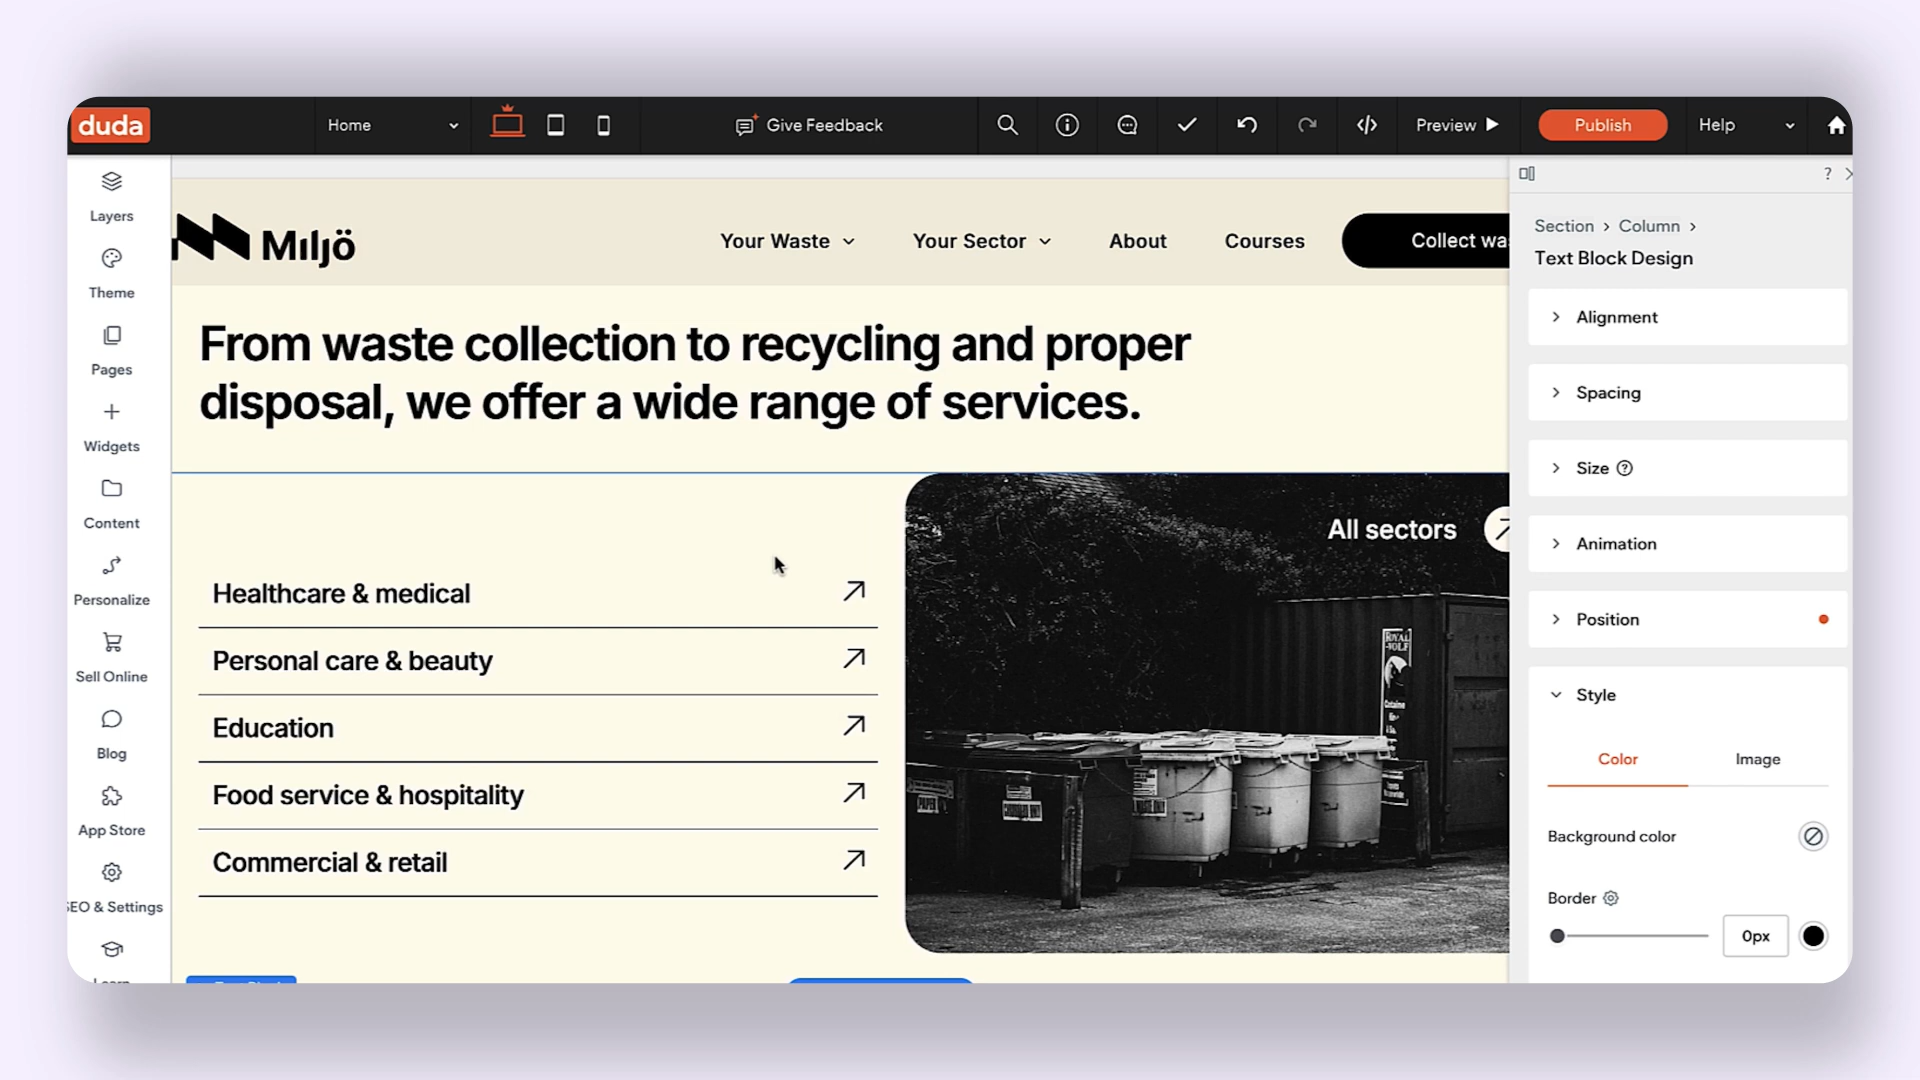 duda
Home
Give Feedback
Preview
Publish
Help
Layers
Theme
Pages
Widgets
Content
Personalize
Sell Online
Blog
App Store
SEO & Settings
Learn
Miljö
Your Waste
Your Sector
About
Courses
Collect
From waste collection to recycling and proper
disposal, we offer a wide range of services.
All sectors
Healthcare & medical
Personal care & beauty
Education
Food service & hospitality
Commercial & retail
ROYAL
Section > Column >
Text Block Design
Alignment
Spacing
Size
Animation
Position
Style
Color
Image
Background color
Border
0px